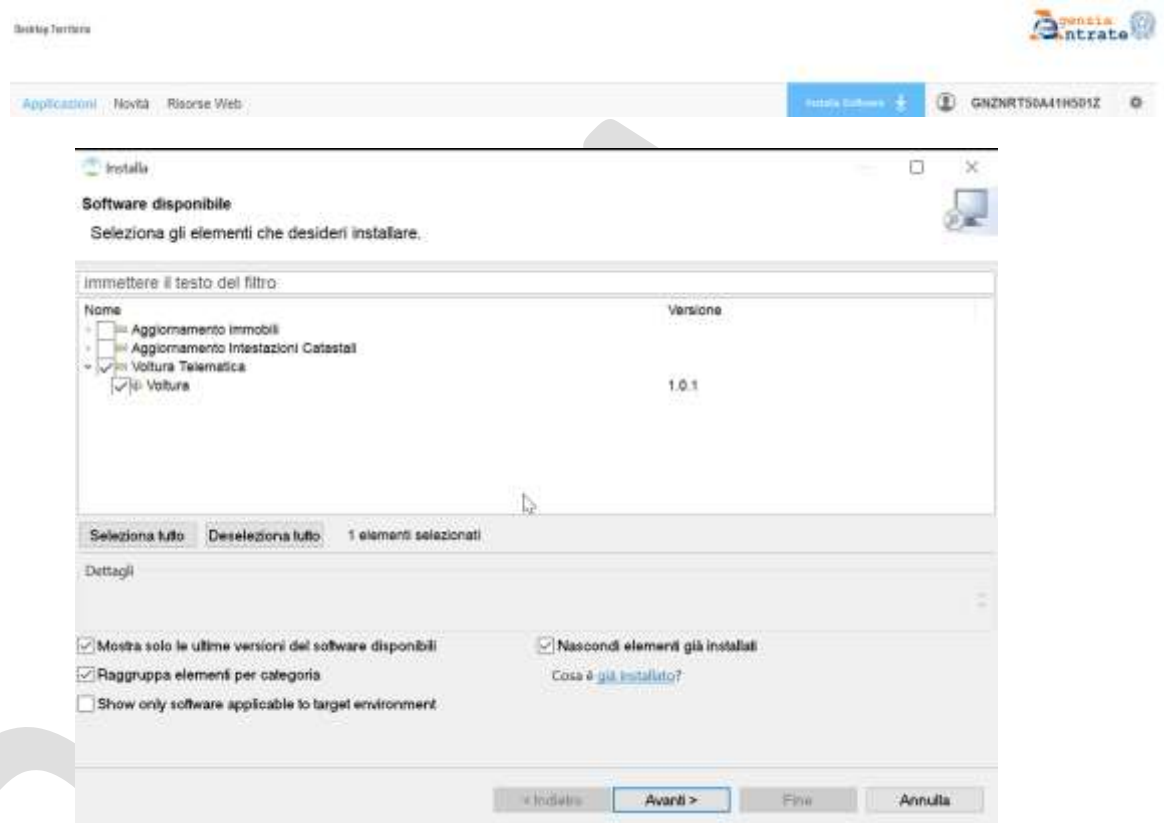 Desktop Territorio
Agenzia
Entrate
Applicazioni Novità Risorse Web Installa Software GNZNRT50A41H501Z
Installa
Software disponibile
Seleziona gli elementi che desideri installare.
immettere il testo del filtro
Nome Versione
Aggiornamento immobili
Aggiornamento Intestazioni Catastali
Voltura Telematica
Voltura 1.0.1
Seleziona tutto Deseleziona tutto 1 elementi selezionati
Dettagli
Mostra solo le ultime versioni del software disponibili Nascondi elementi già installati
Raggruppa elementi per categoria Cosa è già installato?
Show only software applicable to target environment
< Indietro Avanti > Fine Annulla